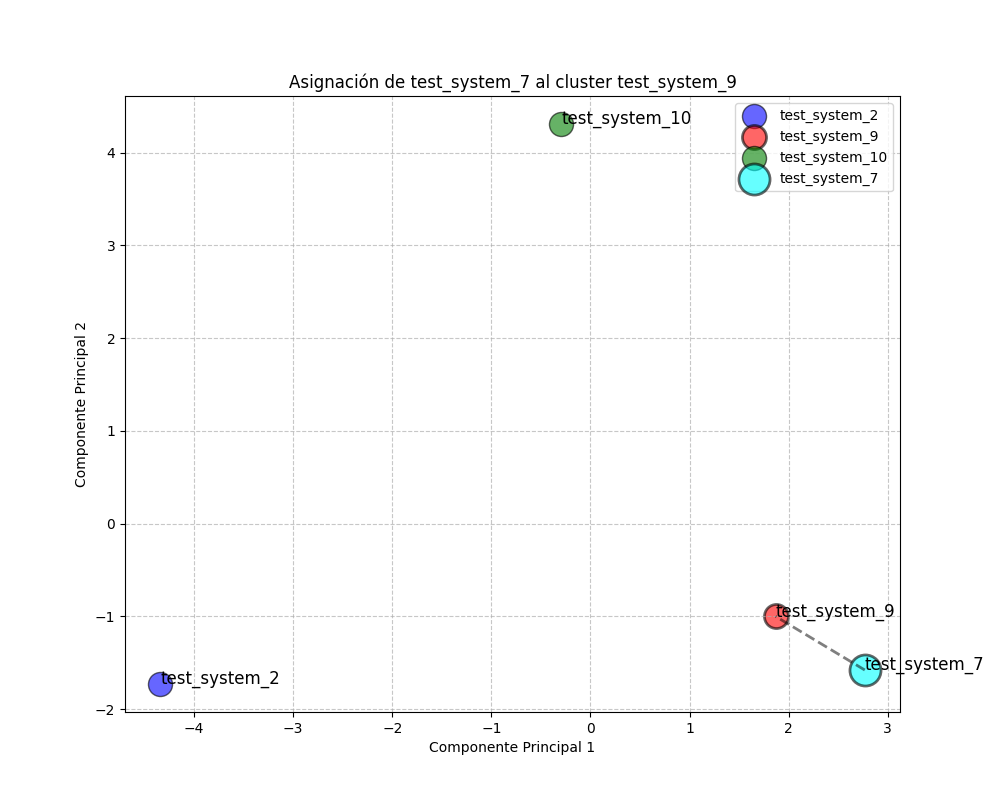 Asignación de test_system_7 al cluster test_system_9
test_system_10
test_system_2
test_system_9
test_system_10
test_system_7
4
3
2
1
0
−1
−2
Componente Principal 2
test_system_9
test_system_7
test_system_2
−4
−3
−2
−1
0
1
2
3
Componente Principal 1